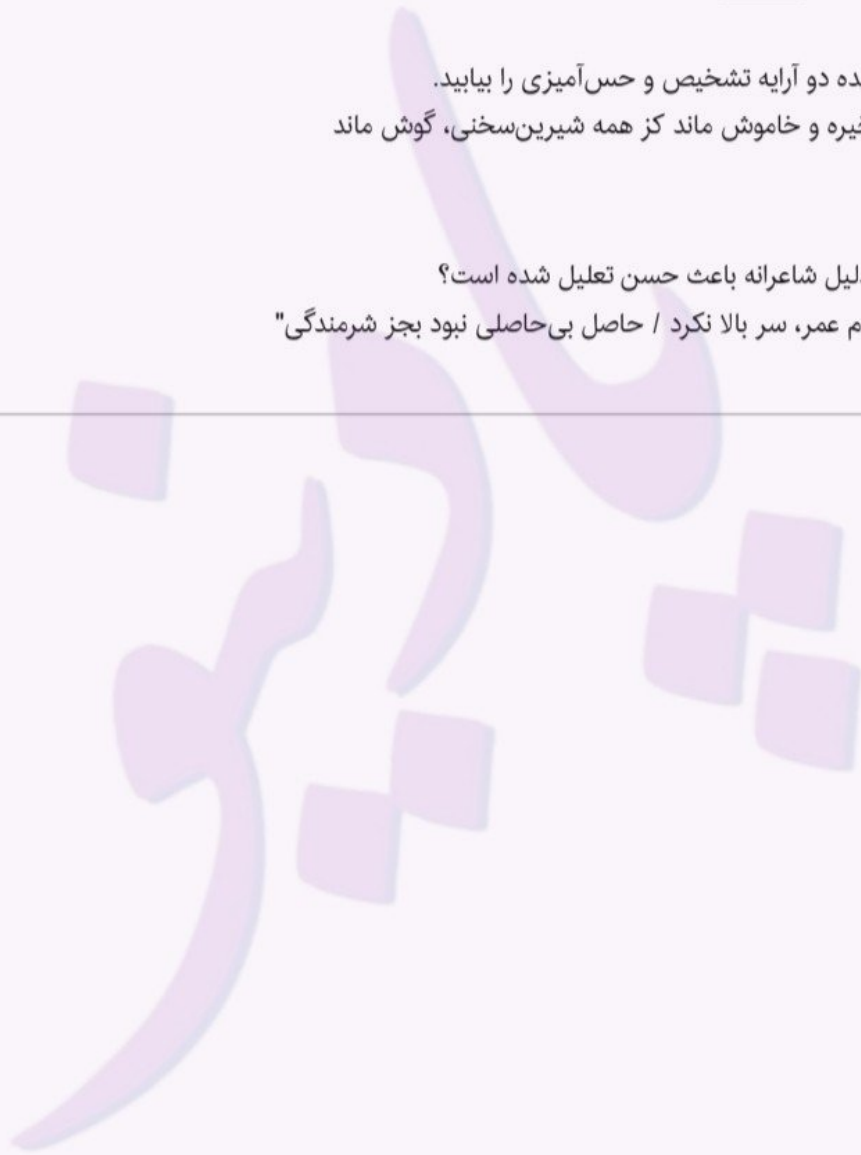 ده دو آرایه تشخیص و حس‌آمیزی را بیابید.
خیره و خاموش ماند کز همه شیرین‌سخنی، گوش ماند
لیل شاعرانه باعث حسن تعلیل شده است؟
م عمر، سر بالا نکرد / حاصل بی‌حاصلی نبود بجز شرمندگی"